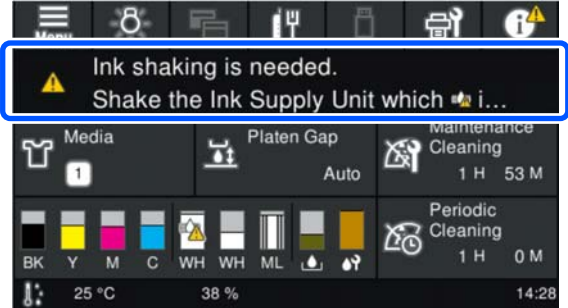 Menu
Ink shaking is needed.
Shake the Ink Supply Unit which i...
Media
1
Platen Gap
Auto
Maintenance
Cleaning
1 H 53 M
Periodic
Cleaning
1 H 0 M
BK Y M C WH WH ML
25 °C 38 % 14:28